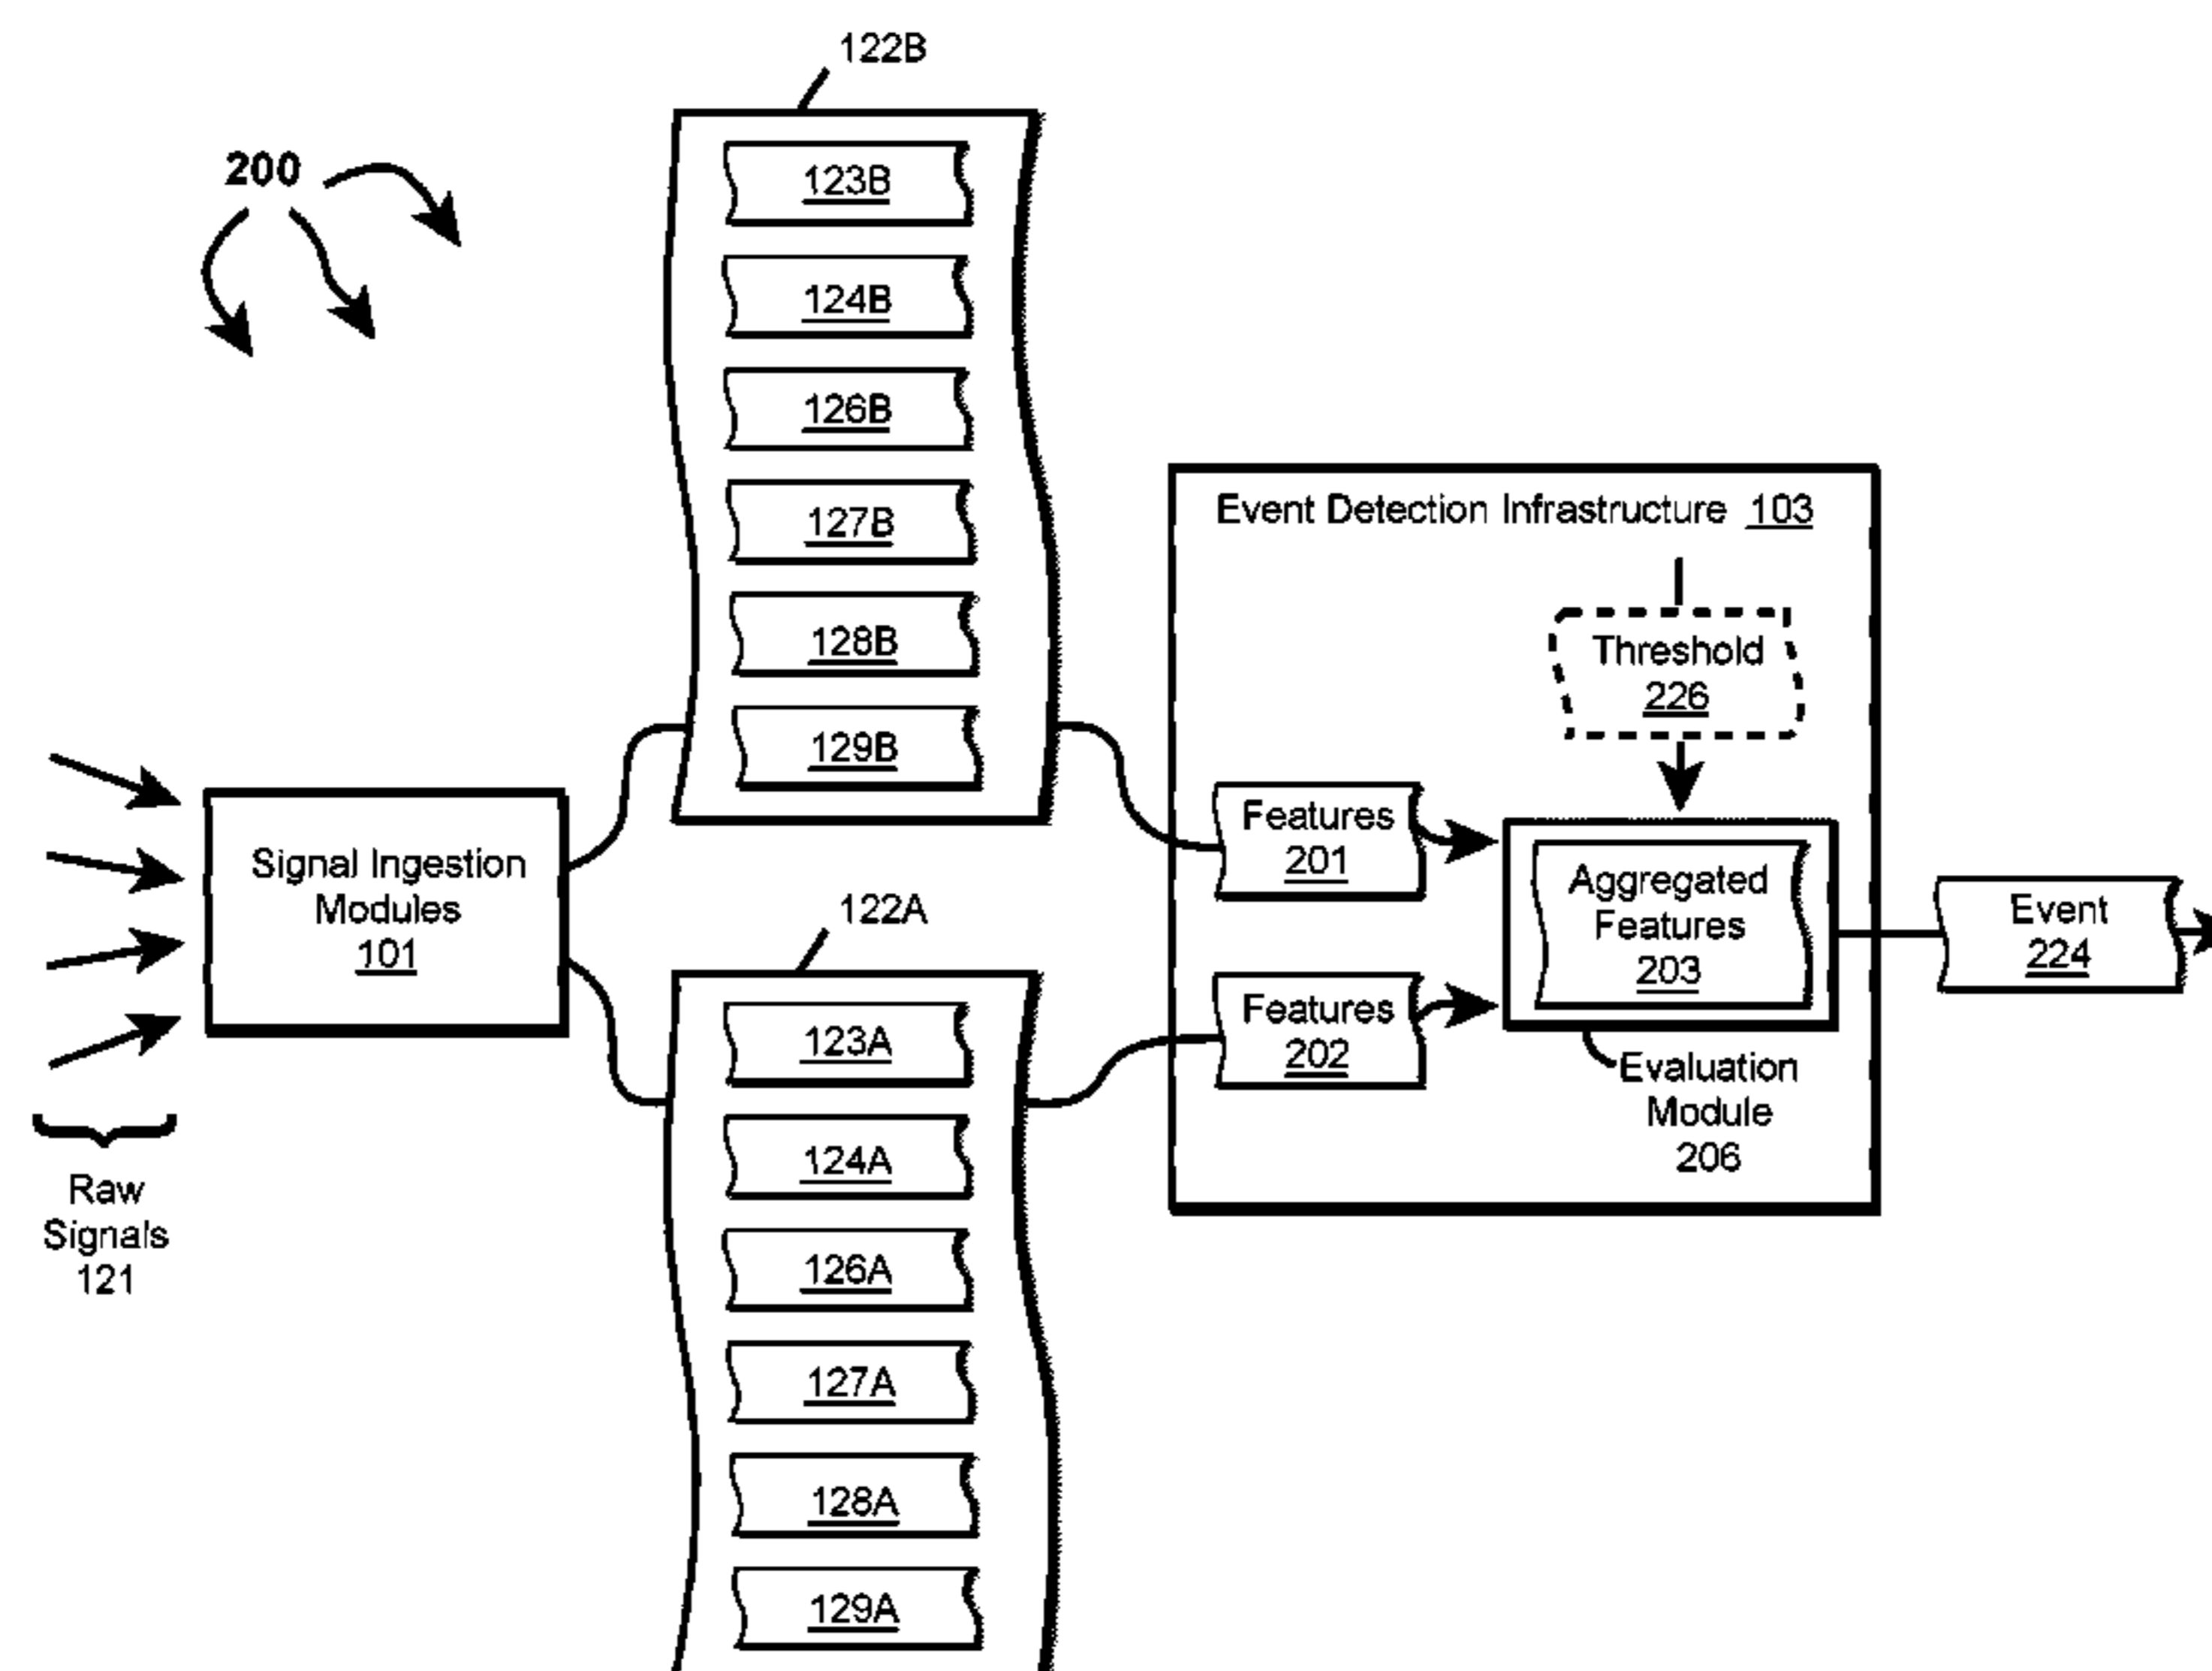 122B
200
123B
124B
126B
127B
128B
129B
Signal Ingestion
Modules
101
Raw
Signals
121
122A
123A
124A
126A
127A
128A
129A
Event Detection Infrastructure 103
Threshold
226
Features
201
Features
202
Aggregated
Features
203
Evaluation
Module
206
Event
224